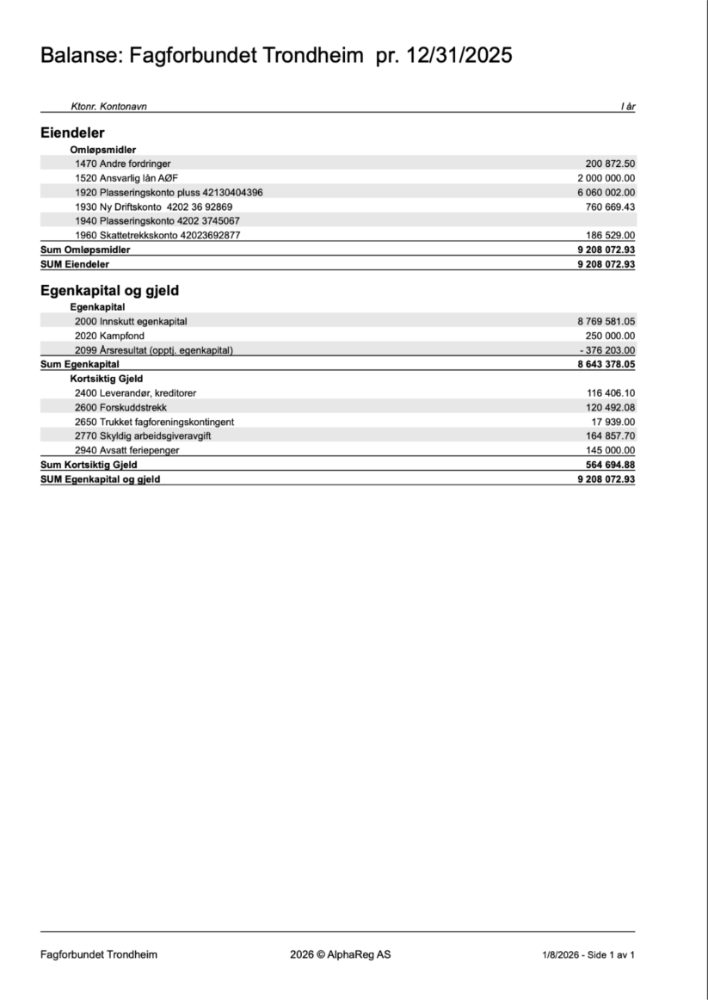 Balanse: Fagforbundet Trondheim  pr. 12/31/2025
Ktonr. Kontonavn I år
Eiendeler
Omløpsmidler
1470 Andre fordringer 200 872.50
1520 Ansvarlig lån AØF 2 000 000.00
1920 Plasseringskonto pluss 42130404396 6 060 002.00
1930 Ny Driftskonto  4202 36 92869 760 669.43
1940 Plasseringskonto 4202 3745067
1960 Skattetrekkskonto 42023692877 186 529.00
Sum Omløpsmidler 9 208 072.93
SUM Eiendeler 9 208 072.93
Egenkapital og gjeld
Egenkapital
2000 Innskutt egenkapital 8 769 581.05
2020 Kampfond 250 000.00
2099 Årsresultat (opptj. egenkapital) - 376 203.00
Sum Egenkapital 8 643 378.05
Kortsiktig Gjeld
2400 Leverandør, kreditorer 116 406.10
2600 Forskuddstrekk 120 492.08
2650 Trukket fagforeningskontingent 17 939.00
2770 Skyldig arbeidsgiveravgift 164 857.70
2940 Avsatt feriepenger 145 000.00
Sum Kortsiktig Gjeld 564 694.88
SUM Egenkapital og gjeld 9 208 072.93
Fagforbundet Trondheim 2026 © AlphaReg AS 1/8/2026 - Side 1 av 1